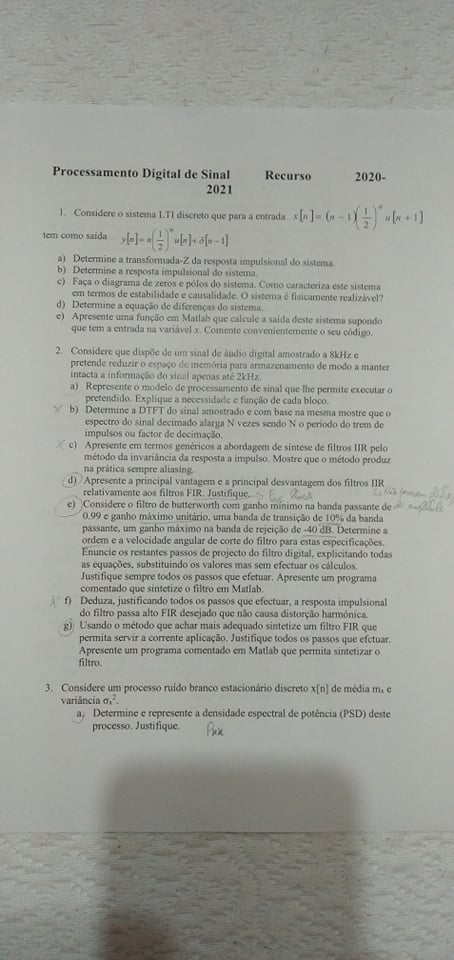 Processamento Digital de Sinal Recurso 2020-
2021
1. Considere o sistema LTI discreto que para a entrada x[n] = (n − 1)(1/2)^n u[n + 1]
tem como saída y[n] = n(1/2)^n u[n] + δ[n−1]
a) Determine a transformada-Z da resposta impulsional do sistema.
b) Determine a resposta impulsional do sistema.
c) Faça o diagrama de zeros e pólos do sistema. Como caracteriza este sistema
em termos de estabilidade e causalidade. O sistema é fisicamente realizável?
d) Determine a equação de diferenças do sistema.
e) Apresente uma função em Matlab que calcule a saída deste sistema supondo
que tem a entrada na variável x. Comente convenientemente o seu código.
2. Considere que dispõe de um sinal de áudio digital amostrado a 8kHz e
pretende reduzir o espaço de memória para armazenamento de modo a manter
intacta a informação do sinal apenas até 2kHz.
a) Represente o modelo de processamento de sinal que lhe permite executar o
pretendido. Explique a necessidade e função de cada bloco.
b) Determine a DTFT do sinal amostrado e com base na mesma mostre que o
espectro do sinal decimado alarga N vezes sendo N o período do trem de
impulsos ou factor de decimação.
c) Apresente em termos genéricos a abordagem de síntese de filtros IIR pelo
método da invariância da resposta a impulso. Mostre que o método produz
na prática sempre aliasing.
d) Apresente a principal vantagem e a principal desvantagem dos filtros IIR
relativamente aos filtros FIR. Justifique.
e) Considere o filtro de butterworth com ganho mínimo na banda passante de
0.99 e ganho máximo unitário, uma banda de transição de 10% da banda
passante, um ganho máximo na banda de rejeição de -40 dB. Determine a
ordem e a velocidade angular de corte do filtro para estas especificações.
Enuncie os restantes passos de projecto do filtro digital, explicitando todas
as equações, substituindo os valores mas sem efectuar os cálculos.
Justifique sempre todos os passos que efetuar. Apresente um programa
comentado que sintetize o filtro em Matlab.
f) Deduza, justificando todos os passos que efectuar, a resposta impulsional
do filtro passa alto FIR desejado que não causa distorção harmónica.
g) Usando o método que achar mais adequado sintetize um filtro FIR que
permita servir a corrente aplicação. Justifique todos os passos que efctuar.
Apresente um programa comentado em Matlab que permita sintetizar o
filtro.
3. Considere um processo ruído branco estacionário discreto x[n] de média mₓ e
variância σₓ².
a. Determine e represente a densidade espectral de potência (PSD) deste
processo. Justifique.